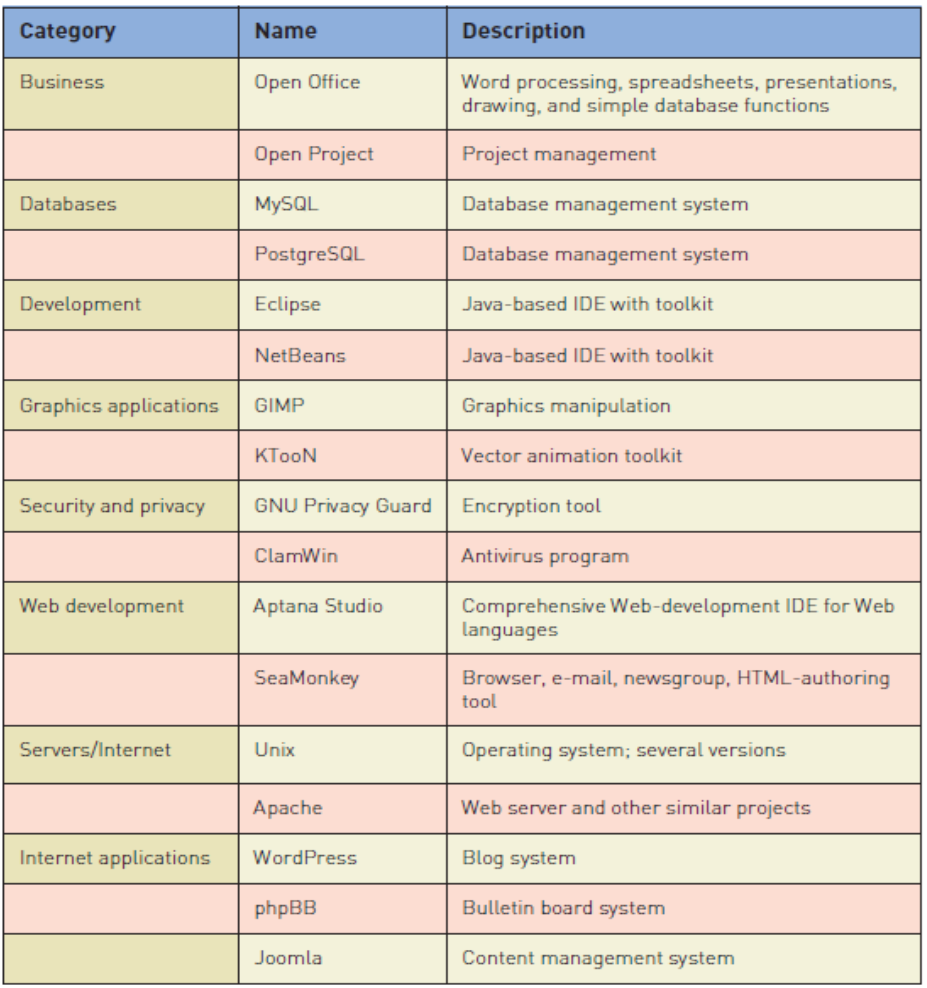 Category Name Description
Business Open Office Word processing, spreadsheets, presentations,
drawing, and simple database functions
Open Project Project management
Databases MySQL Database management system
PostgreSQL Database management system
Development Eclipse Java-based IDE with toolkit
NetBeans Java-based IDE with toolkit
Graphics applications GIMP Graphics manipulation
KTooN Vector animation toolkit
Security and privacy GNU Privacy Guard Encryption tool
ClamWin Antivirus program
Web development Aptana Studio Comprehensive Web-development IDE for Web
languages
SeaMonkey Browser, e-mail, newsgroup, HTML-authoring
tool
Servers/Internet Unix Operating system; several versions
Apache Web server and other similar projects
Internet applications WordPress Blog system
phpBB Bulletin board system
Joomla Content management system